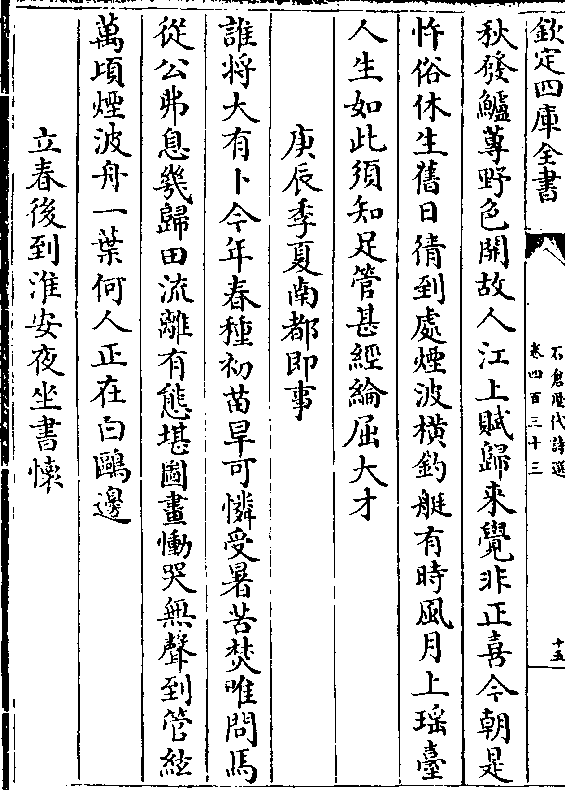 欽定四庫全書
石倉歴代詩選
卷四百三十三
十五
秋發鱸蓴野色開故人江上賦歸來覺非正喜今朝是
忤俗休生舊日猜到處煙波横釣艇有時風月上瑶臺
人生如此須知足管甚經綸屈大才
庚辰季夏南都即事
誰將大有卜今年春種初苗旱可憐受暑苦焚唯問馬
從公弗息幾歸田流離有態堪圖畫慟哭無聲到管絃
萬頃煙波舟一葉何人正在白鷗邊
立春後到淮安夜坐書懐